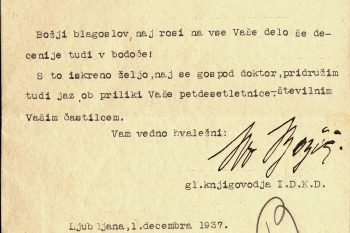 Božji blagoslov, naj rosi na vse Vaše delo še de-
cenije tudi v bodoče!
S to iskreno željo, naj se gospod doktor, pridružim
tudi jaz ob priliki Vaše petdesetletnice, številnim
Vašim častilcem.
Vam vedno hvaležni:
gl.knjigovodja I.D.K.D.
Ljubljana, 1. decembra 1937.